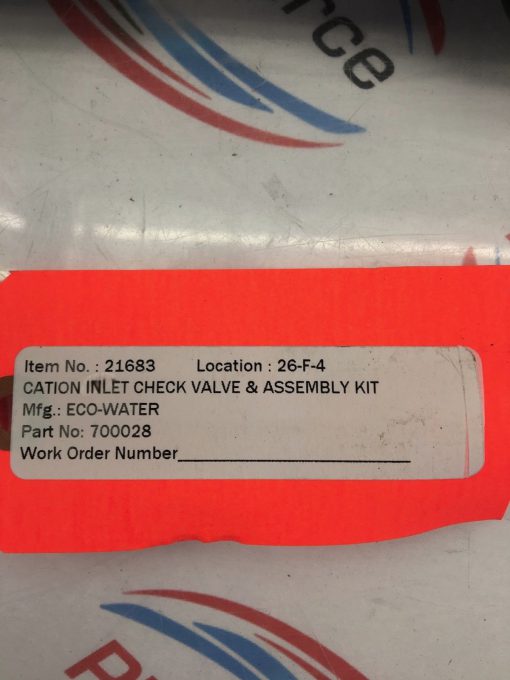 rce
Item No. : 21683 Location : 26-F-4
CATION INLET CHECK VALVE & ASSEMBLY KIT
Mfg.: ECO-WATER
Part No: 700028
Work Order Number____________________